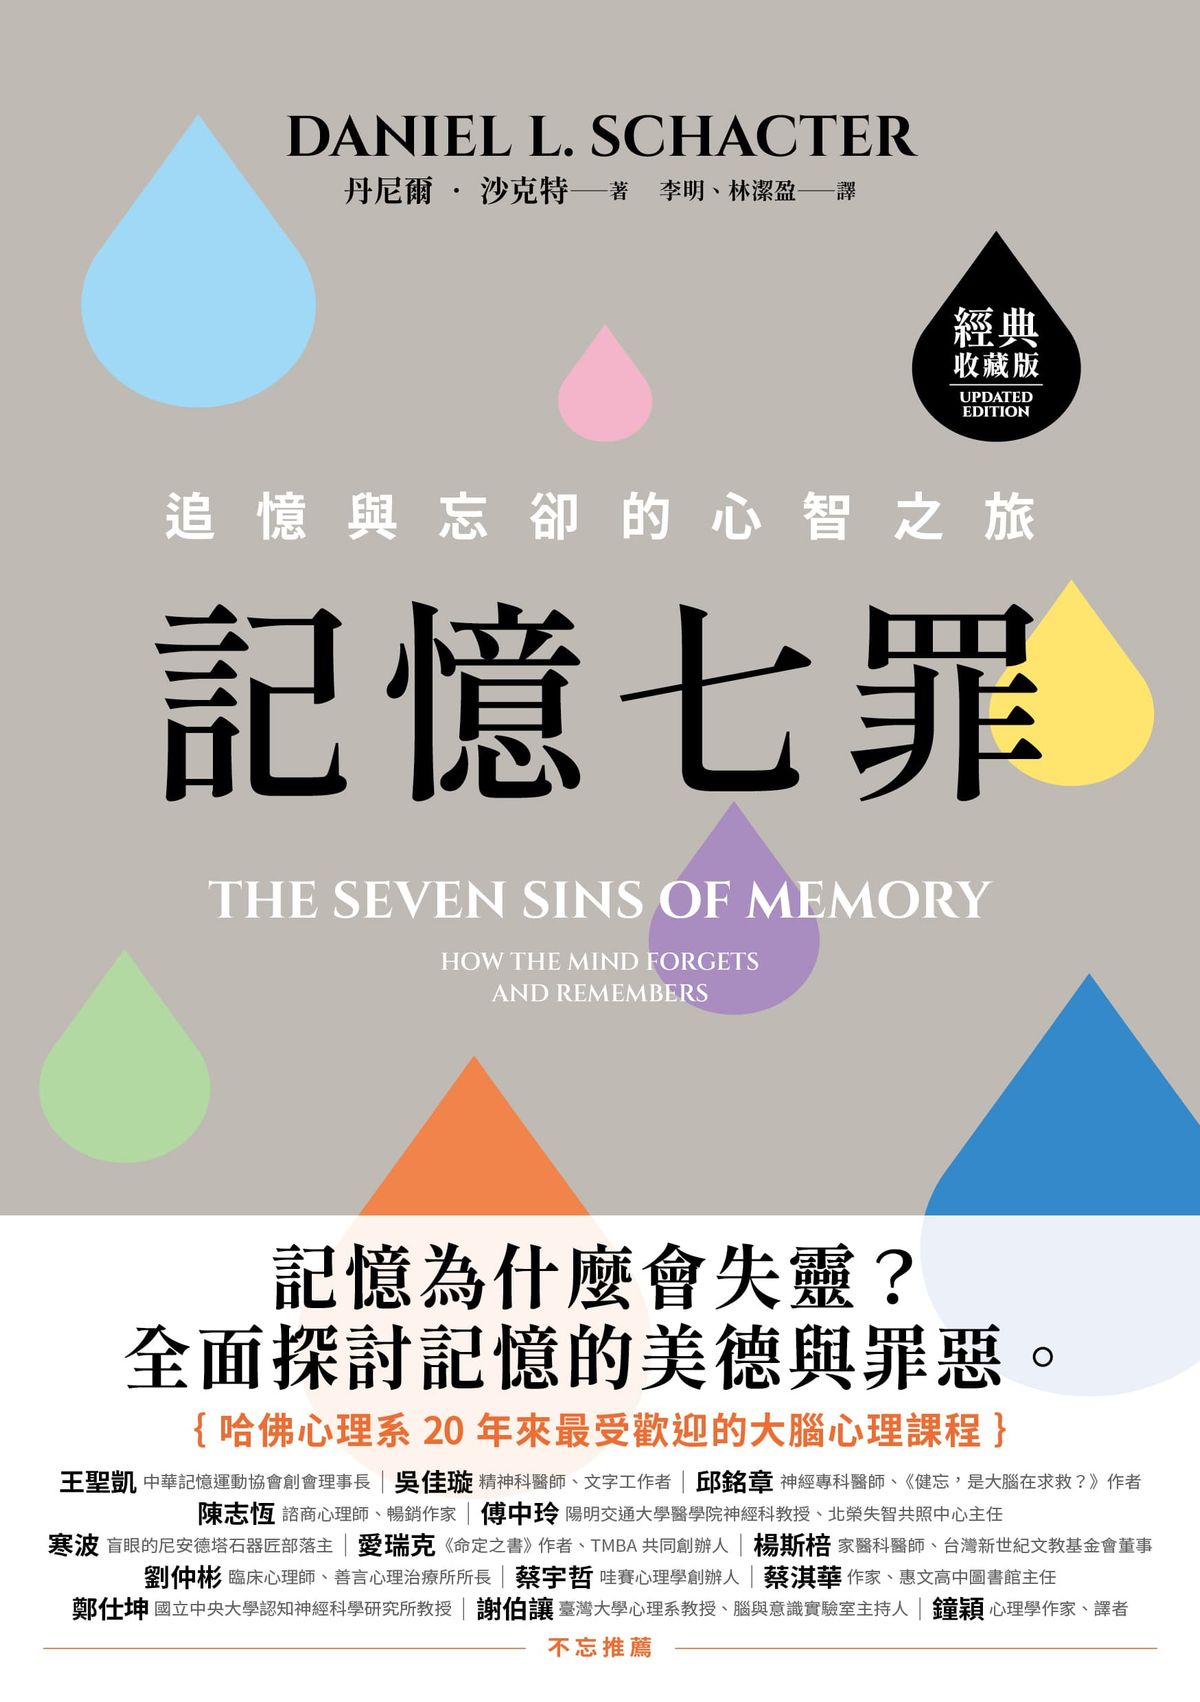 DANIEL L. SCHACTER
丹尼爾・沙克特──著　李明、林潔盈──譯
經典
收藏版
UPDATED
EDITION
追憶與忘卻的心智之旅
記憶七罪
THE SEVEN SINS OF MEMORY
HOW THE MIND FORGETS
AND REMEMBERS
記憶為什麼會失靈？
全面探討記憶的美德與罪惡。
{ 哈佛心理系 20 年來最受歡迎的大腦心理課程 }
王聖凱 中華記憶運動協會創會理事長｜吳佳璇 精神科醫師、文字工作者｜邱銘章 神經專科醫師、《健忘，是大腦在求救？》作者
陳志恆 諮商心理師、暢銷作家｜傅中玲 陽明交通大學醫學院神經科教授、北榮失智共照中心主任
寒波 盲眼的尼安德塔石器匠部落主｜愛瑞克《命定之書》作者、TMBA 共同創辦人｜楊斯棓 家醫科醫師、台灣新世紀文教基金會董事
劉仲彬 臨床心理師、善言心理治療所所長｜蔡宇哲 哇賽心理學創辦人｜蔡淇華 作家、惠文高中圖書館主任
鄭仕坤 國立中央大學認知神經科學研究所教授｜謝伯讓 臺灣大學心理系教授、腦與意識實驗室主持人｜鐘穎 心理學作家、譯者
不忘推薦